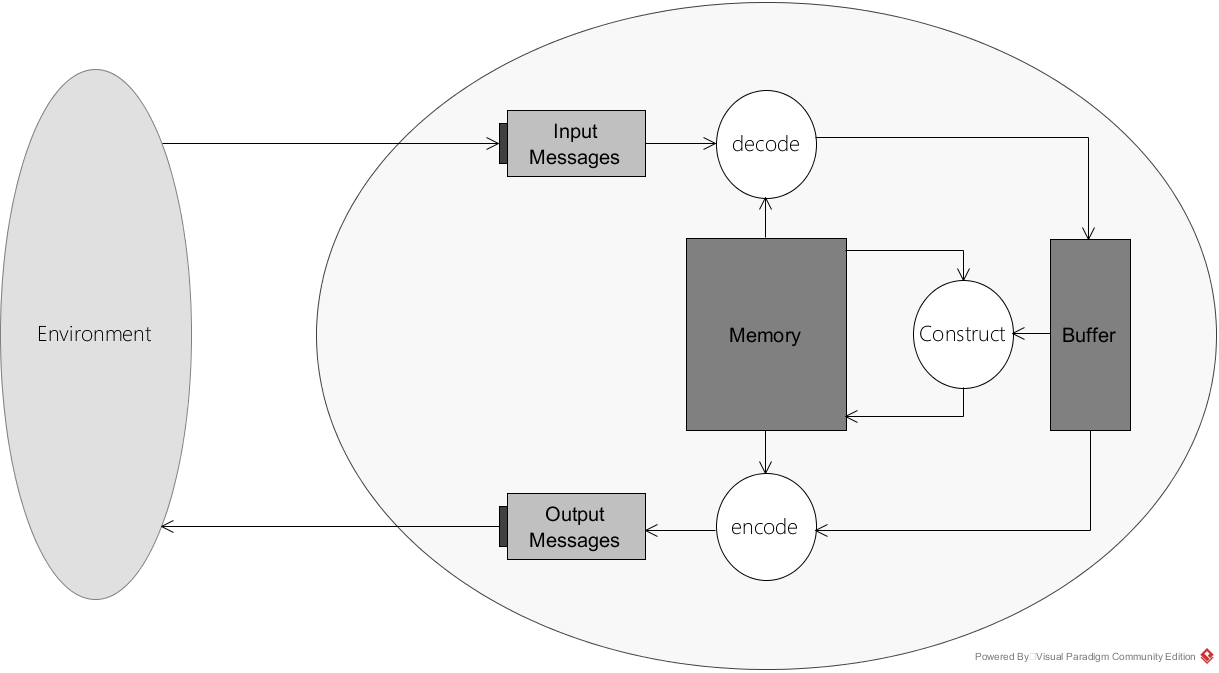 Input
Messages
decode
Environment
Memory
Construct
Buffer
Output
Messages
encode
Powered By Visual Paradigm Community Edition